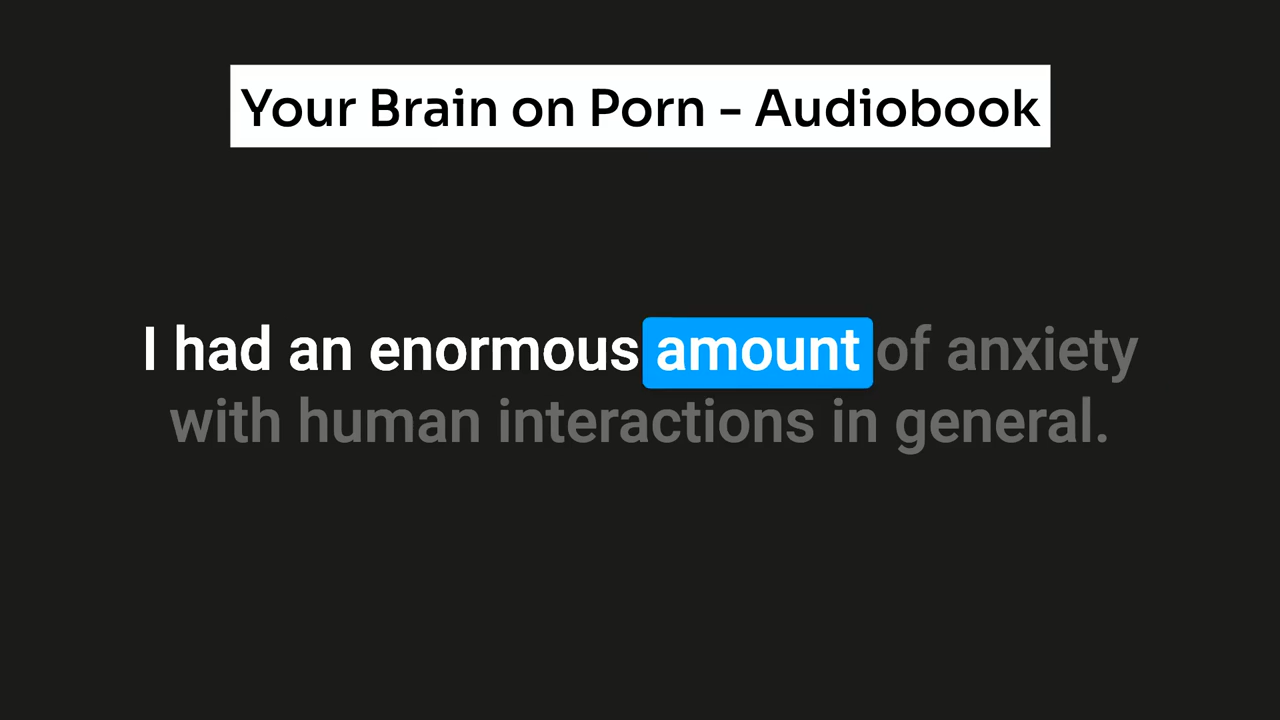 Your Brain on Porn - Audiobook
I had an enormous amount of anxiety
with human interactions in general.